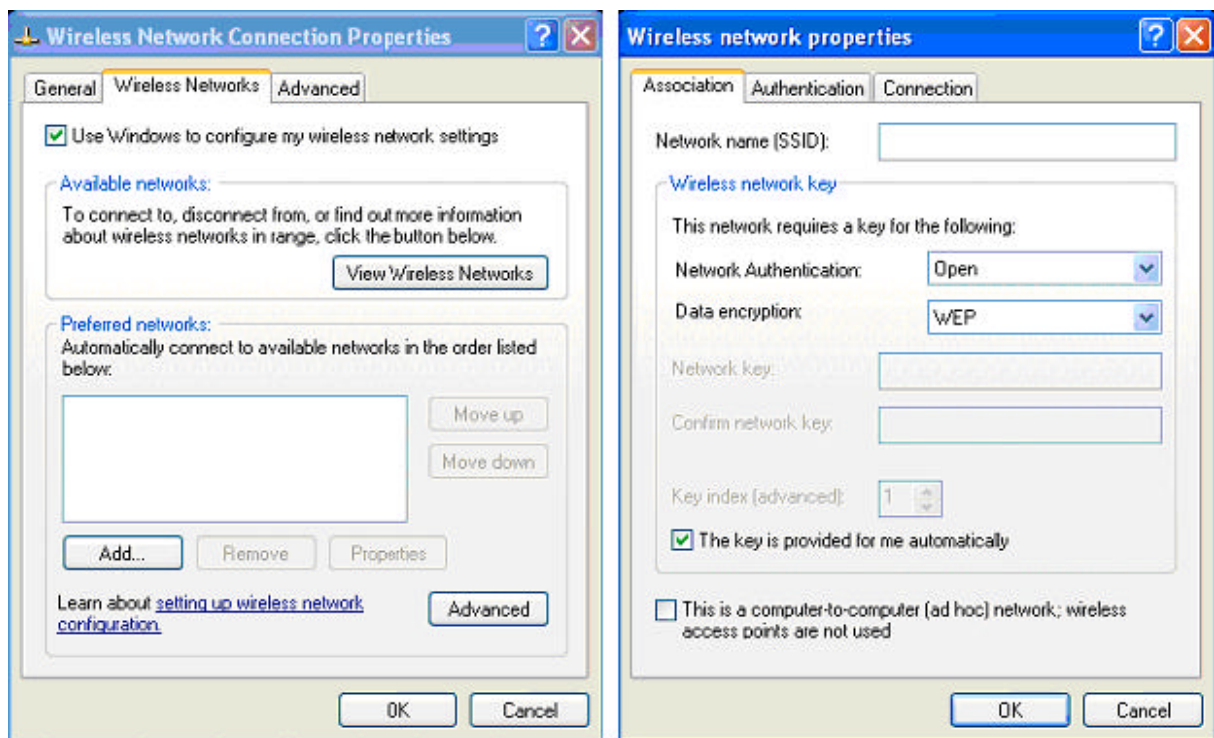 Wireless Network Connection Properties
General
Wireless Networks
Advanced
Use Windows to configure my wireless network settings
Available networks:
To connect to, disconnect from, or find out more information
about wireless networks in range, click the button below.
View Wireless Networks
Preferred networks:
Automatically connect to available networks in the order listed
below:
Move up
Move down
Add...
Remove
Properties
Learn about setting up wireless network
configuration.
Advanced
OK
Cancel
Wireless network properties
Association
Authentication
Connection
Network name (SSID):
Wireless network key
This network requires a key for the following:
Network Authentication:
Open
Data encryption:
WEP
Network key:
Confirm network key:
Key index (advanced):
1
The key is provided for me automatically
This is a computer-to-computer (ad hoc) network; wireless
access points are not used
OK
Cancel